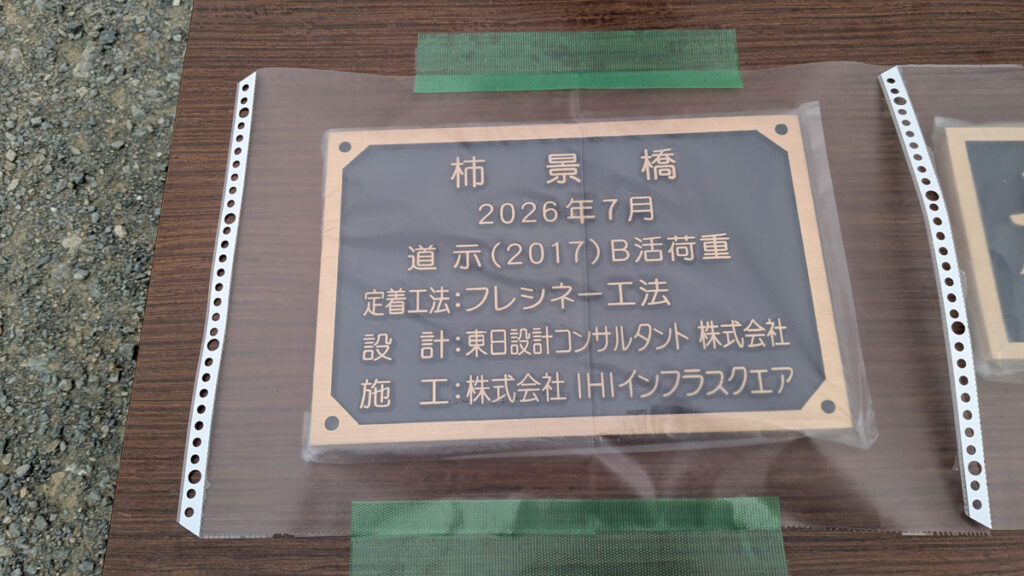 柿景橋
2026年7月
道示(2017)B活荷重
定着工法:フレシネー工法
設計:東日設計コンサルタント 株式会社
施工:株式会社 IHIインフラスクエア